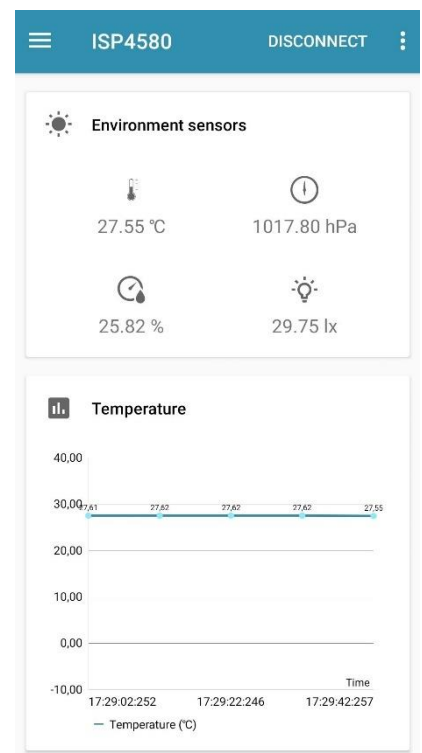 ISP4580 DISCONNECT
Environment sensors
27.55 ℃ 1017.80 hPa
25.82 % 29.75 lx
Temperature
40,00
30,00
27,61 27,62 27,62 27,62 27,55
20,00
10,00
0,00
Time
-10,00
17:29:02:252 17:29:22:246 17:29:42:257
Temperature (℃)